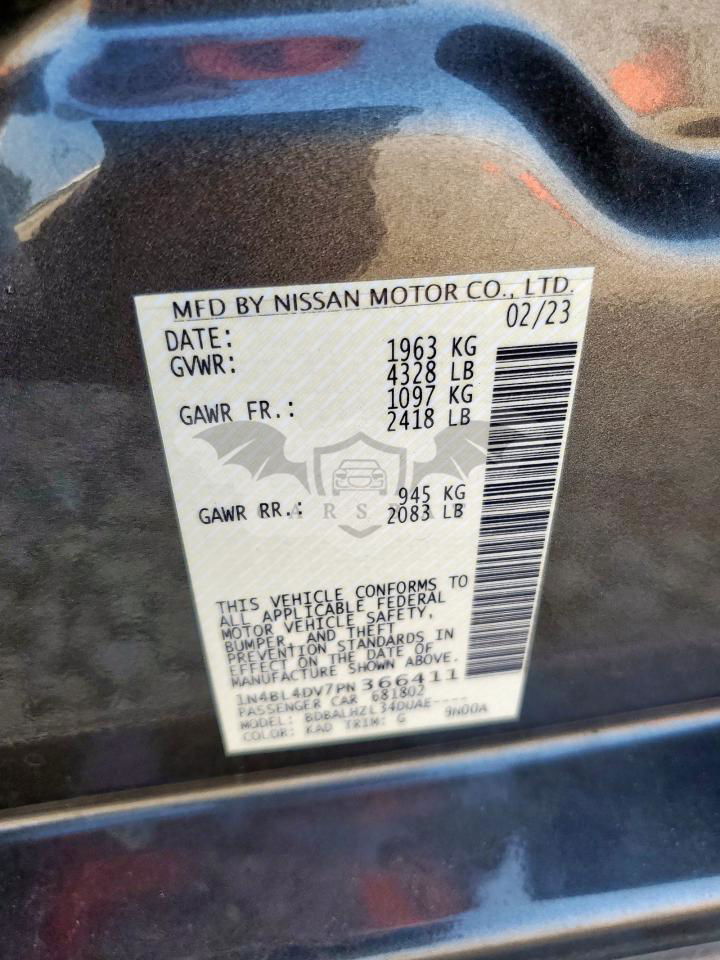 MFD BY NISSAN MOTOR CO., LTD.
DATE: 02/23
GVWR: 1963 KG
4328 LB
GAWR FR.: 1097 KG
2418 LB
GAWR RR.: 945 KG
2083 LB
THIS VEHICLE CONFORMS TO
ALL APPLICABLE FEDERAL
MOTOR VEHICLE SAFETY,
BUMPER, AND THEFT
PREVENTION STANDARDS IN
EFFECT ON THE DATE OF
MANUFACTURE SHOWN ABOVE.
1N4BL4DV7PN366411
PASSENGER CAR 681802
MODEL: BDBALHZL34DUAE---- 9N00A
COLOR: KAD TRIM: G